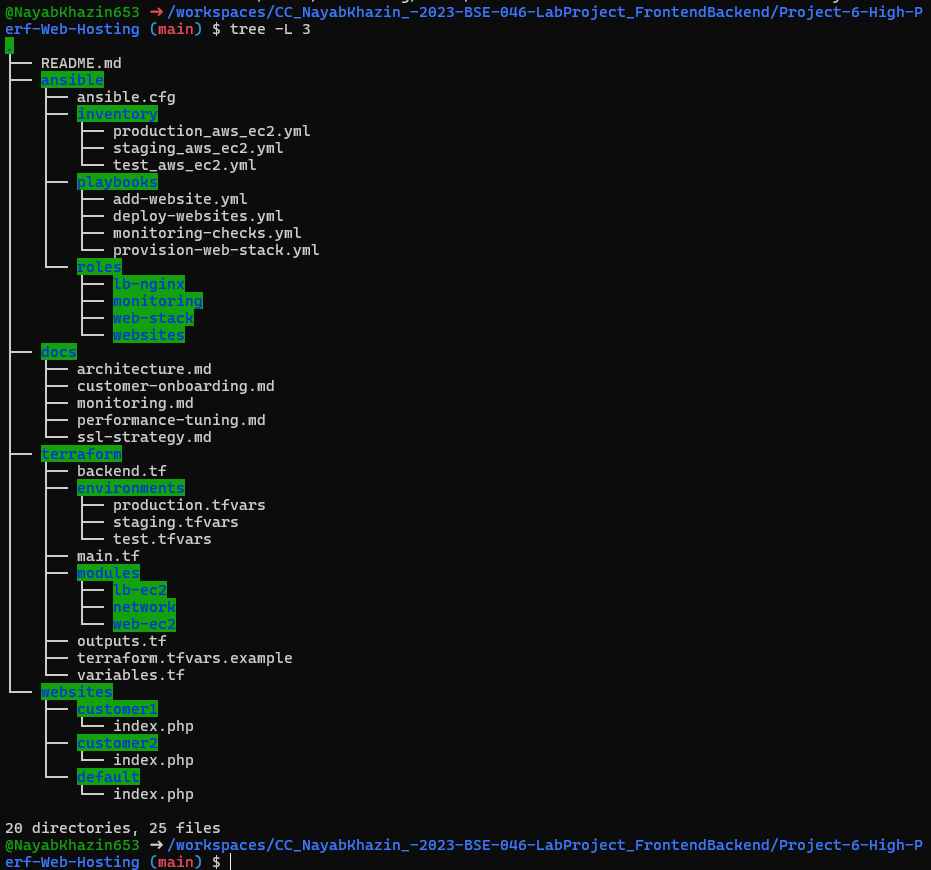 @NayabKhazin653 ➜/workspaces/CC_NayabKhazin_-2023-BSE-046-LabProject_FrontendBackend/Project-6-High-P
erf-Web-Hosting (main) $ tree -L 3
.
├── README.md
├── ansible
│   ├── ansible.cfg
│   ├── inventory
│   │   ├── production_aws_ec2.yml
│   │   ├── staging_aws_ec2.yml
│   │   └── test_aws_ec2.yml
│   ├── playbooks
│   │   ├── add-website.yml
│   │   ├── deploy-websites.yml
│   │   ├── monitoring-checks.yml
│   │   └── provision-web-stack.yml
│   └── roles
│       ├── lb-nginx
│       ├── monitoring
│       ├── web-stack
│       └── websites
├── docs
│   ├── architecture.md
│   ├── customer-onboarding.md
│   ├── monitoring.md
│   ├── performance-tuning.md
│   └── ssl-strategy.md
├── terraform
│   ├── backend.tf
│   ├── environments
│   │   ├── production.tfvars
│   │   ├── staging.tfvars
│   │   └── test.tfvars
│   ├── main.tf
│   ├── modules
│   │   ├── lb-ec2
│   │   ├── network
│   │   └── web-ec2
│   ├── outputs.tf
│   ├── terraform.tfvars.example
│   └── variables.tf
└── websites
    ├── customer1
    │   └── index.php
    ├── customer2
    │   └── index.php
    └── default
        └── index.php

20 directories, 25 files
@NayabKhazin653 ➜/workspaces/CC_NayabKhazin_-2023-BSE-046-LabProject_FrontendBackend/Project-6-High-P
erf-Web-Hosting (main) $